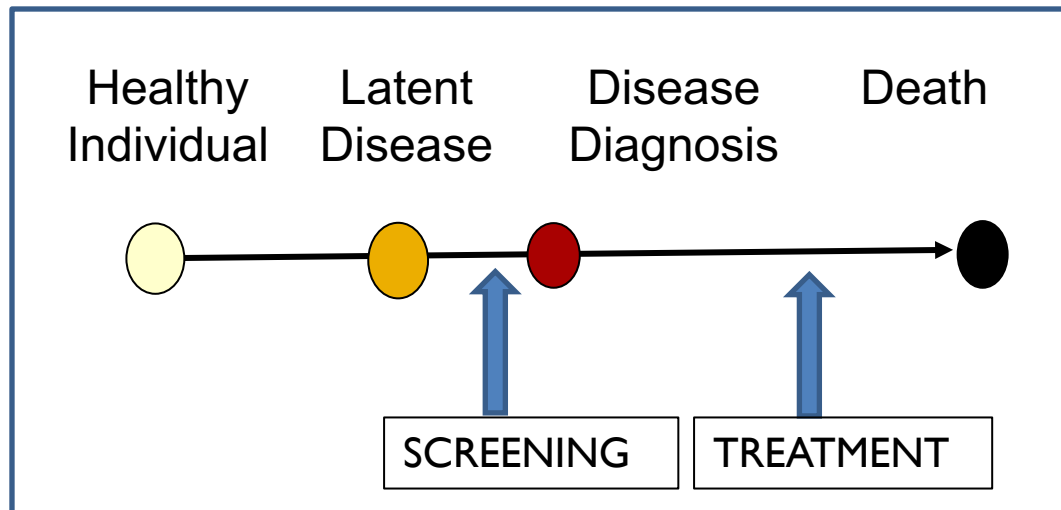 Healthy
Individual
Latent
Disease
Disease
Diagnosis
Death
SCREENING
TREATMENT